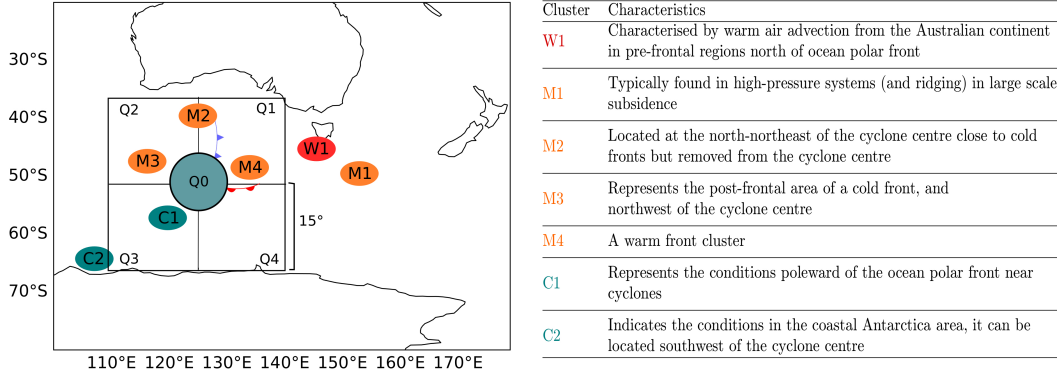 30°S
40°S
50°S
60°S
70°S
110°E 120°E 130°E 140°E 150°E 160°E 170°E
Q2
Q1
M2
W1
M3
M4
M1
Q0
C1
15°
C2
Q3
Q4
Cluster Characteristics
W1 Characterised by warm air advection from the Australian continent
in pre-frontal regions north of ocean polar front
M1 Typically found in high-pressure systems (and ridging) in large scale
subsidence
M2 Located at the north-northeast of the cyclone centre close to cold
fronts but removed from the cyclone centre
M3 Represents the post-frontal area of a cold front, and
northwest of the cyclone centre
M4 A warm front cluster
C1 Represents the conditions poleward of the ocean polar front near
cyclones
C2 Indicates the conditions in the coastal Antarctica area, it can be
located southwest of the cyclone centre